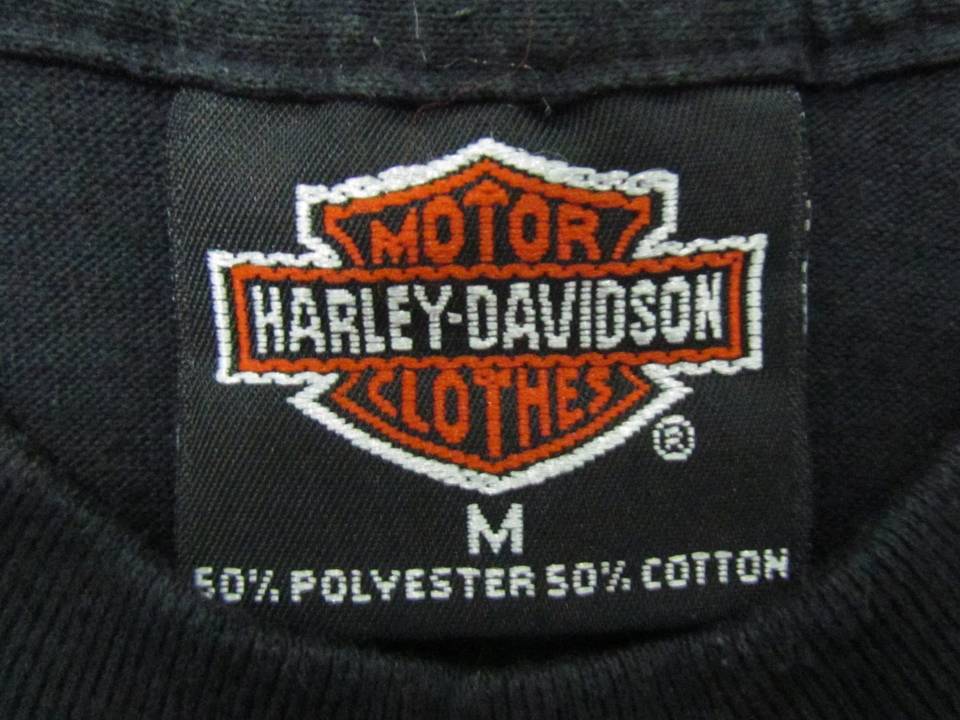 MOTOR
HARLEY-DAVIDSON
CLOTHES
®
M
50% POLYESTER 50% COTTON